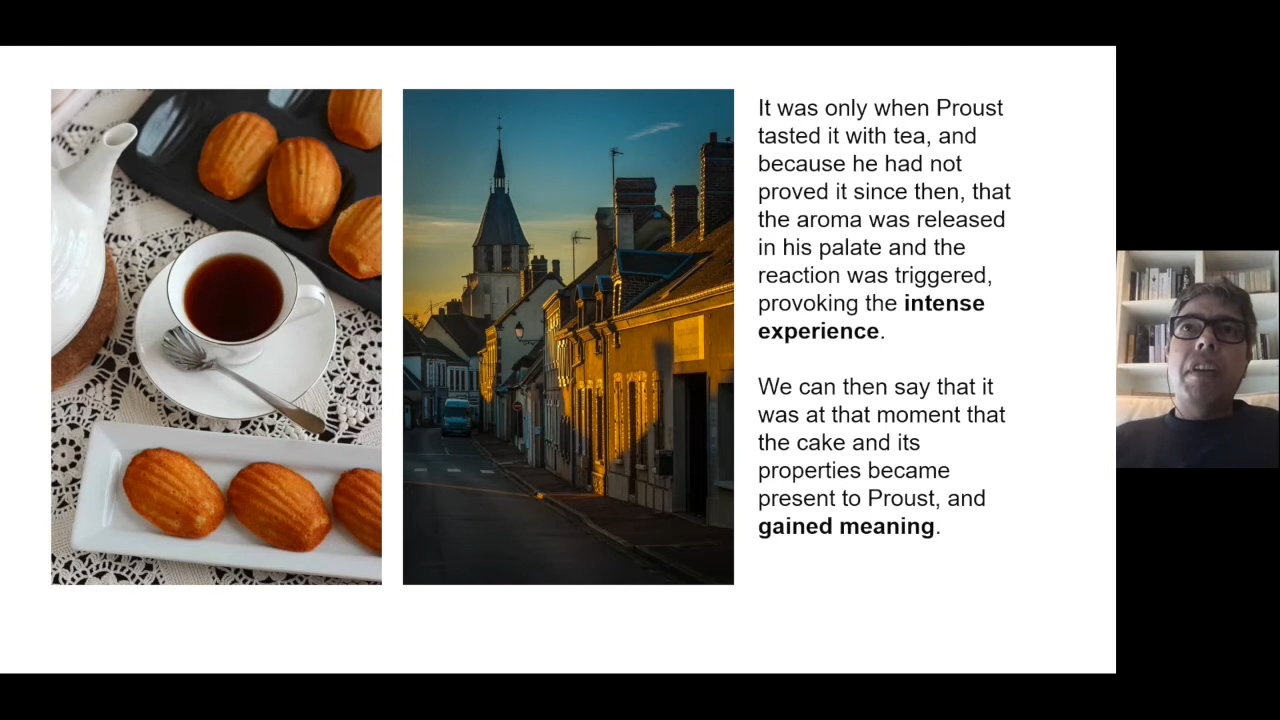 It was only when Proust
tasted it with tea, and
because he had not
proved it since then, that
the aroma was released
in his palate and the
reaction was triggered,
provoking the intense
experience.
We can then say that it
was at that moment that
the cake and its
properties became
present to Proust, and
gained meaning.